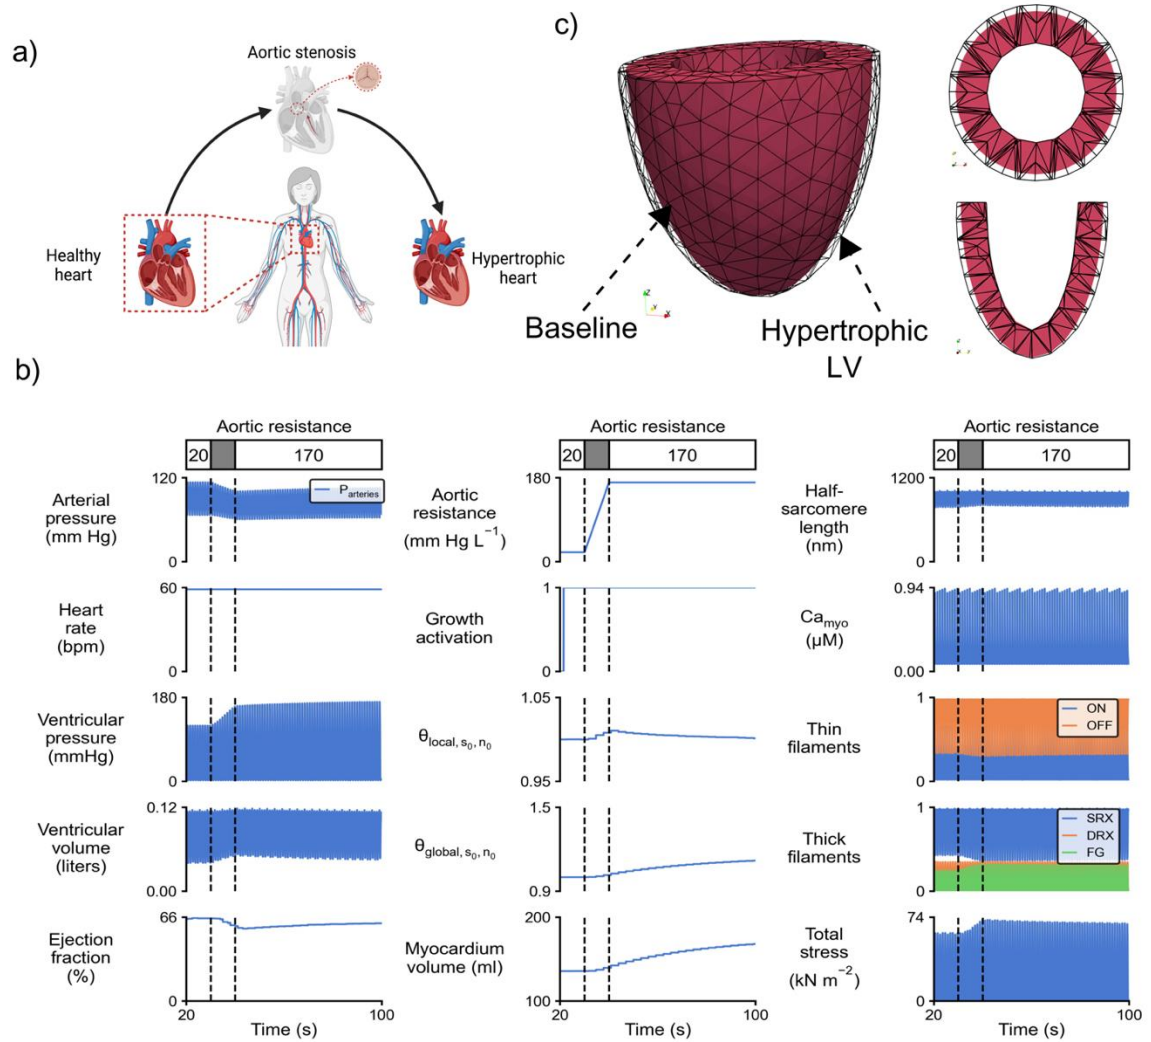 a)
Aortic stenosis
Healthy
heart
Hypertrophic
heart
c)
Baseline
Hypertrophic
LV
b)
Aortic resistance
20
170
Arterial
pressure
(mm Hg)
120
0
P_arteries
Heart
rate
(bpm)
60
0
Ventricular
pressure
(mmHg)
180
0
Ventricular
volume
(liters)
0.12
0.00
Ejection
fraction
(%)
66
0
20
100
Time (s)
Aortic resistance
20
170
Aortic
resistance
(mm Hg L⁻¹)
180
0
Growth
activation
1
0
θ_local, s₀, n₀
1.05
0.95
θ_global, s₀, n₀
1.5
0.9
Myocardium
volume (ml)
200
100
20
100
Time (s)
Aortic resistance
20
170
Half-
sarcomere
length
(nm)
1200
0
Ca_myo
(μM)
0.94
0.00
Thin
filaments
1
0
ON
OFF
Thick
filaments
1
0
SRX
DRX
FG
Total
stress
(kN m⁻²)
74
0
20
100
Time (s)